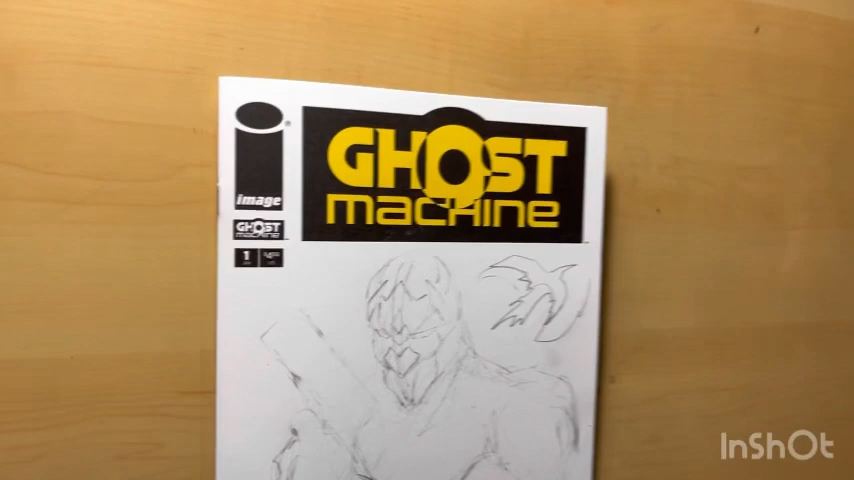 image
GHOST
machine
GHOST
machine
1
InShOt